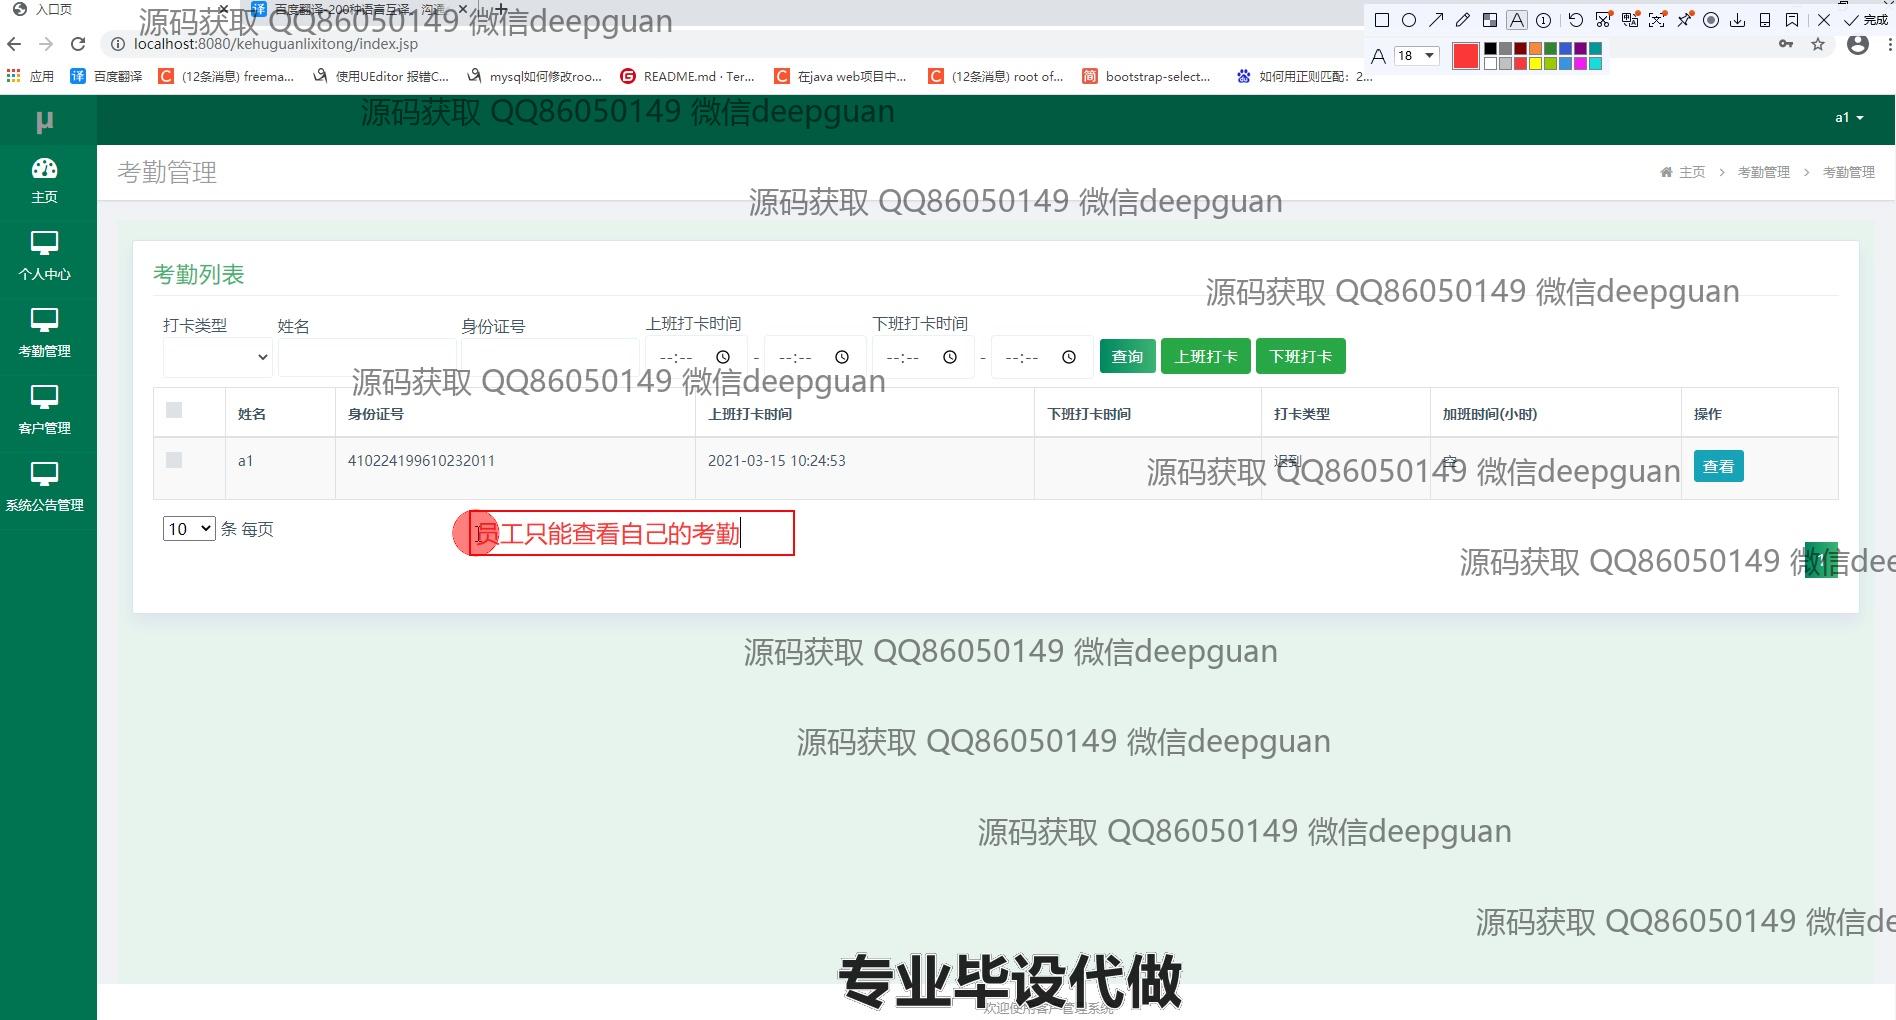 入口页
百度翻译-200种语言互译、沟通
源码获取 QQ86050149 微信deepguan
完成
localhost:8080/kehuguanlixitong/index.jsp
A 18
应用
百度翻译
(12条消息) freema...
使用UEditor 报错C...
mysql如何修改roo...
README.md · Ter...
在java web项目中...
(12条消息) root of...
bootstrap-select...
如何用正则匹配：2...
源码获取 QQ86050149 微信deepguan
μ
a1
主页
个人中心
考勤管理
客户管理
系统公告管理
考勤管理
主页 > 考勤管理 > 考勤管理
源码获取 QQ86050149 微信deepguan
考勤列表
源码获取 QQ86050149 微信deepguan
打卡类型 姓名 身份证号 上班打卡时间 下班打卡时间
--:-- - --:-- --:-- - --:-- 查询 上班打卡 下班打卡
源码获取 QQ86050149 微信deepguan
姓名 身份证号 上班打卡时间 下班打卡时间 打卡类型 加班时间(小时) 操作
a1 410224199610232011 2021-03-15 10:24:53 迟到 空 查看
源码获取 QQ86050149 微信deepguan
10 条 每页
员工只能查看自己的考勤
1
源码获取 QQ86050149 微信dee
源码获取 QQ86050149 微信deepguan
源码获取 QQ86050149 微信deepguan
源码获取 QQ86050149 微信deepguan
源码获取 QQ86050149 微信de
专业毕设代做
欢迎使用客户管理系统